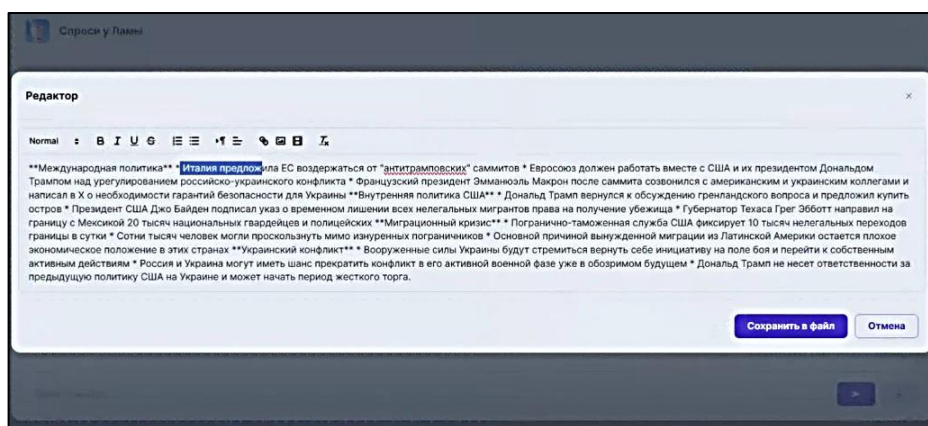 Спроси у Ламы
Редактор
Normal
**Международная политика** * Италия предложила ЕС воздержаться от "антитрамповских" саммитов * Евросоюз должен работать вместе с США и их президентом Дональдом
Трампом над урегулированием российско-украинского конфликта * Французский президент Эмманюэль Макрон после саммита созвонился с американским и украинским коллегами и
написал в X о необходимости гарантий безопасности для Украины **Внутренняя политика США** * Дональд Трамп вернулся к обсуждению гренландского вопроса и предложил купить
остров * Президент США Джо Байден подписал указ о временном лишении всех нелегальных мигрантов права на получение убежища * Губернатор Техаса Грег Эбботт направил на
границу с Мексикой 20 тысяч национальных гвардейцев и полицейских **Миграционный кризис** * Погранично-таможенная служба США фиксирует 10 тысяч нелегальных переходов
границы в сутки * Сотни тысяч человек могли проскользнуть мимо изуренных пограничников * Основной причиной вынужденной миграции из Латинской Америки остается плохое
экономическое положение в этих странах **Украинский конфликт** * Вооруженные силы Украины будут стремиться вернуть себе инициативу на поле боя и перейти к собственным
активным действиям * Россия и Украина могут иметь шанс прекратить конфликт в его активной военной фазе уже в обозримом будущем * Дональд Трамп не несет ответственности за
предыдущую политику США на Украине и может начать период жесткого торга.
Сохранить в файл Отмена